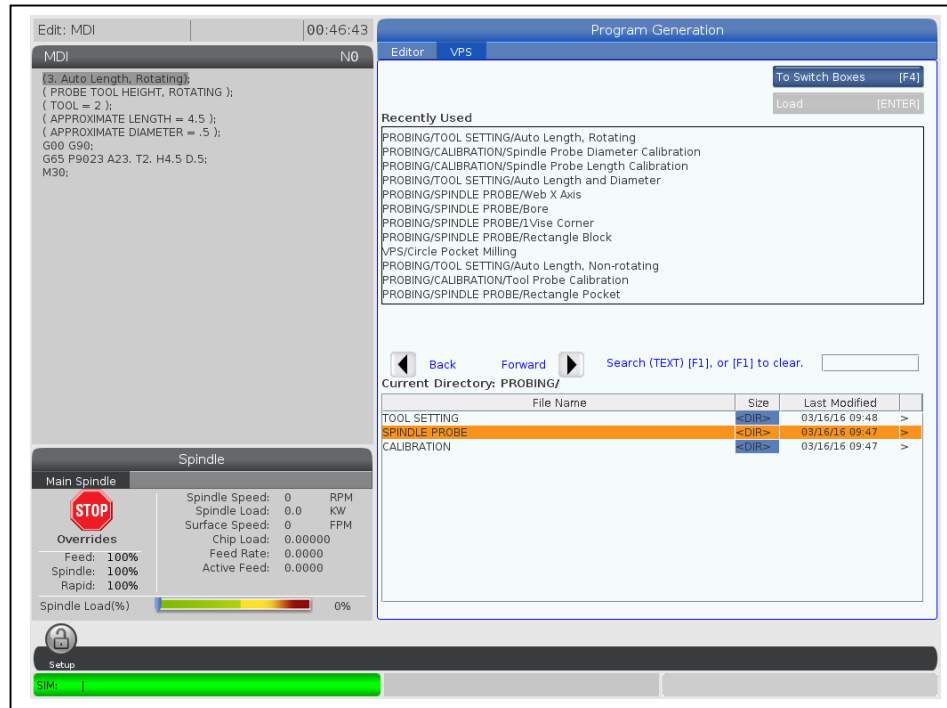 Edit: MDI
00:46:43
Program Generation
MDI
N0
Editor
VPS
(3. Auto Length, Rotating);
( PROBE TOOL HEIGHT, ROTATING );
( TOOL = 2 );
( APPROXIMATE LENGTH = 4.5 );
( APPROXIMATE DIAMETER = .5 );
G00 G90;
G65 P9023 A23. T2. H4.5 D.5;
M30;
To Switch Boxes [F4]
Load [ENTER]
Recently Used
PROBING/TOOL SETTING/Auto Length, Rotating
PROBING/CALIBRATION/Spindle Probe Diameter Calibration
PROBING/CALIBRATION/Spindle Probe Length Calibration
PROBING/TOOL SETTING/Auto Length and Diameter
PROBING/SPINDLE PROBE/Web X Axis
PROBING/SPINDLE PROBE/Bore
PROBING/SPINDLE PROBE/1Vise Corner
PROBING/SPINDLE PROBE/Rectangle Block
VPS/Circle Pocket Milling
PROBING/TOOL SETTING/Auto Length, Non-rotating
PROBING/CALIBRATION/Tool Probe Calibration
PROBING/SPINDLE PROBE/Rectangle Pocket
Back Forward Search (TEXT) [F1], or [F1] to clear.
Current Directory: PROBING/
File Name Size Last Modified
TOOL SETTING <DIR> 03/16/16 09:48 >
SPINDLE PROBE <DIR> 03/16/16 09:47 >
CALIBRATION <DIR> 03/16/16 09:47 >
Spindle
Main Spindle
STOP
Overrides
Feed: 100%
Spindle: 100%
Rapid: 100%
Spindle Speed: 0 RPM
Spindle Load: 0.0 KW
Surface Speed: 0 FPM
Chip Load: 0.00000
Feed Rate: 0.0000
Active Feed: 0.0000
Spindle Load(%) 0%
Setup
SIM: |